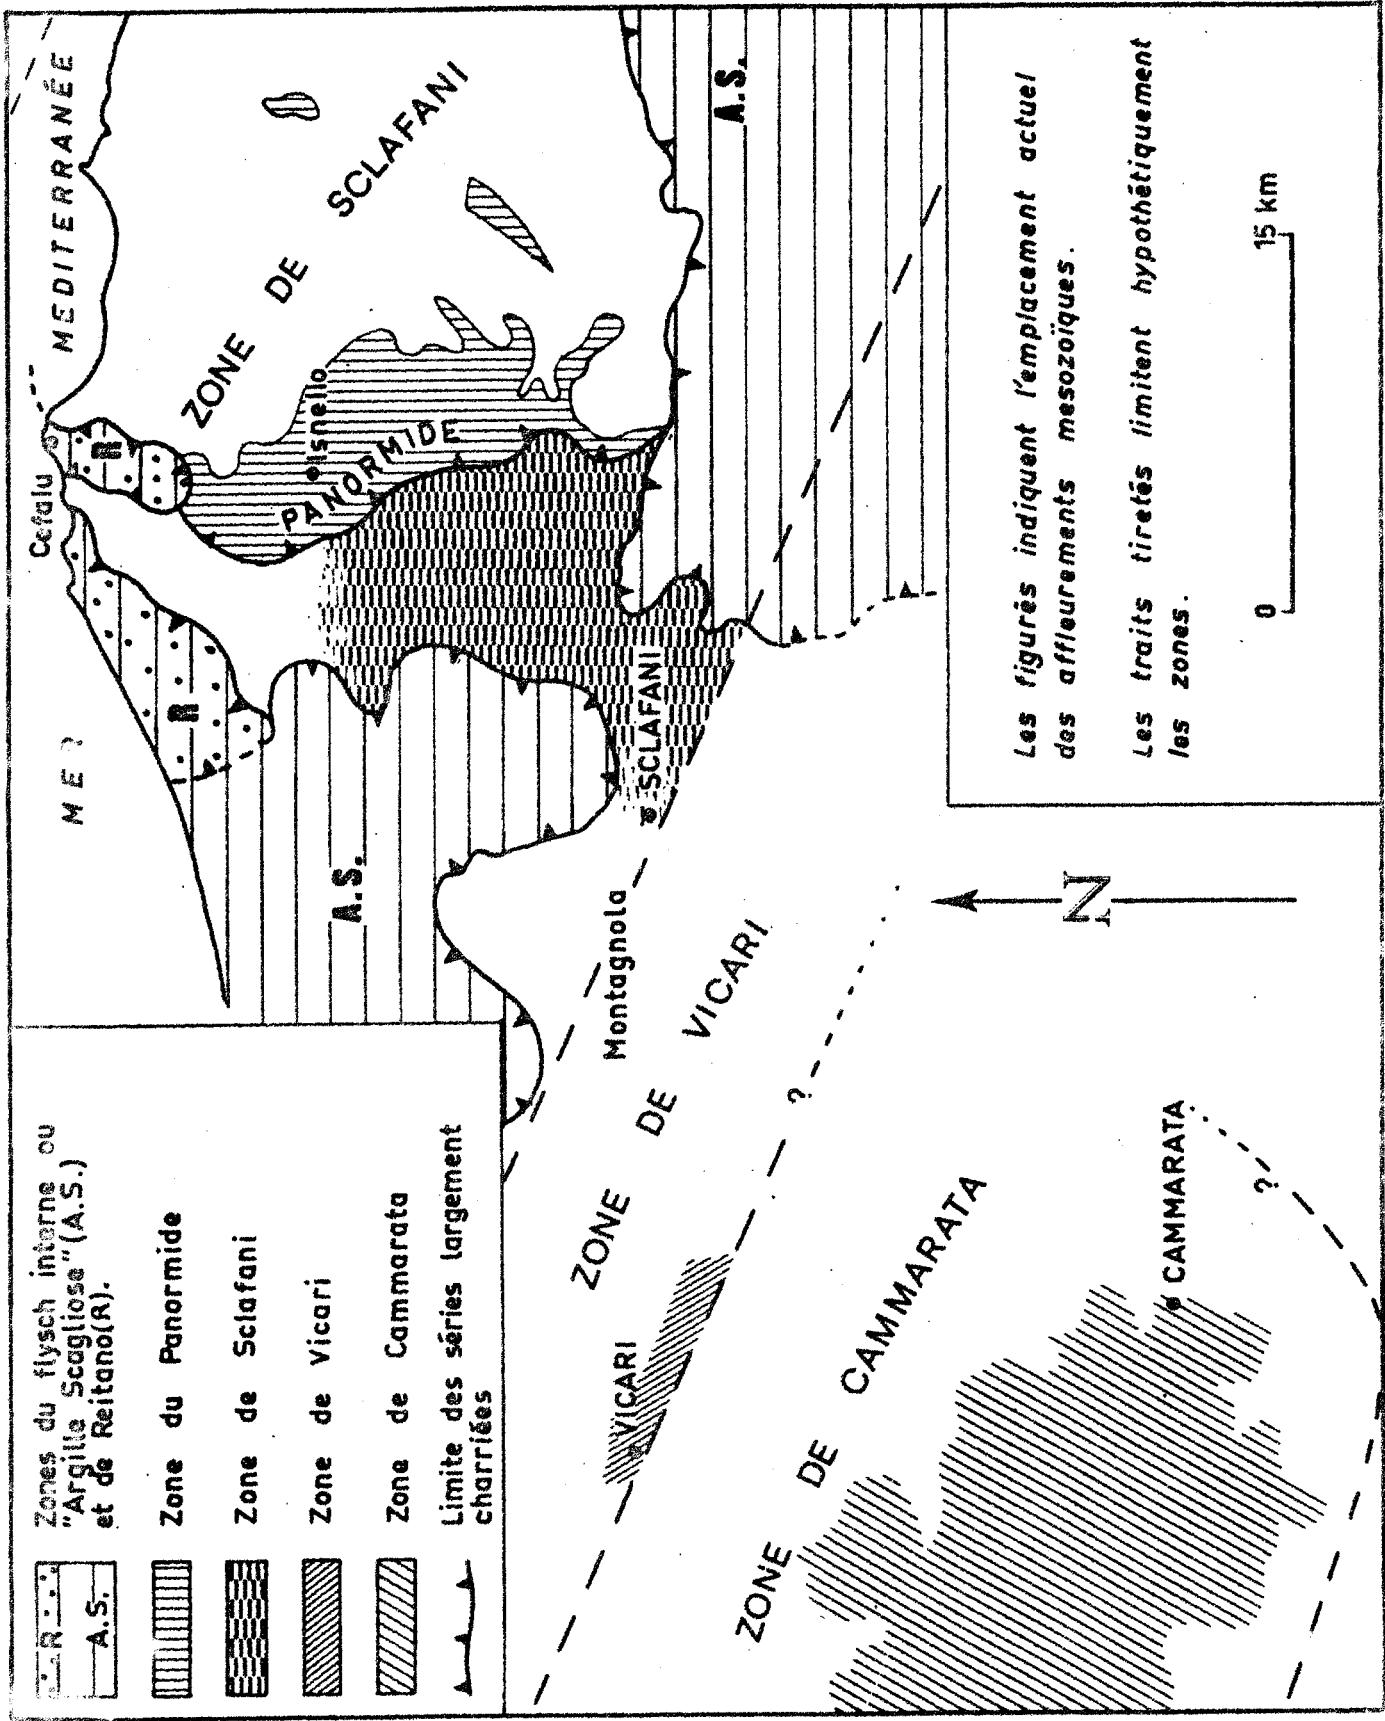 Zones du flysch interne ou
"Argille Scagliose" (A.S.)
et de Reitano(R).
Zone du Panormide
Zone de Sclafani
Zone de Vicari
Zone de Cammarata
Limite des séries largement
charriées
R
A.S.
MER
MEDITERRANÉE
Cefalu
R
R
ZONE DE SCLAFANI
Isnello
PANORMIDE
A.S.
A.S.
SCLAFANI
Montagnola
ZONE DE VICARI
VICARI
?
ZONE DE CAMMARATA
CAMMARATA
?
N
Les figurés indiquent l'emplacement actuel
des affleurements mesozoïques.
Les traits tiretés limitent hypothétiquement
les zones.
0
15 km